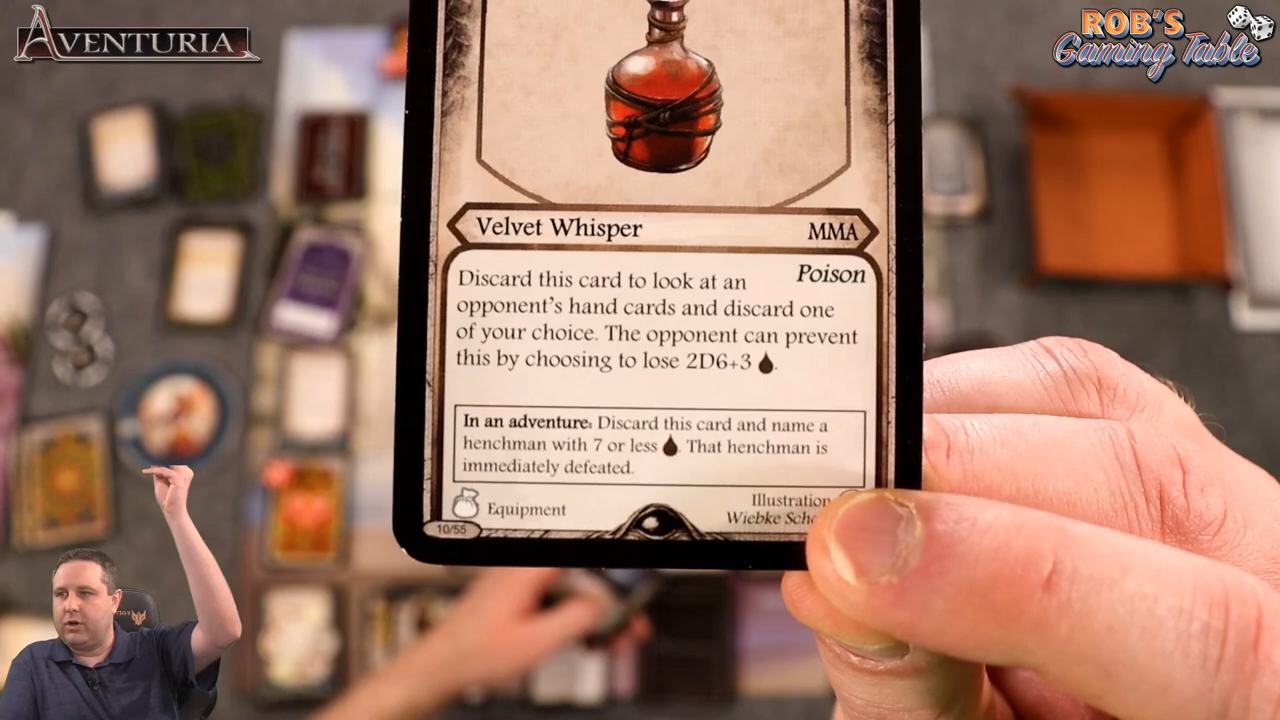 AVENTURIA
ROB'S
Gaming Table
Velvet Whisper
MMA
Poison
Discard this card to look at an
opponent's hand cards and discard one
of your choice. The opponent can prevent
this by choosing to lose 2D6+3 .
In an adventure: Discard this card and name a
henchman with 7 or less . That henchman is
immediately defeated.
Equipment
Illustration
Wiebke Sch
10/55